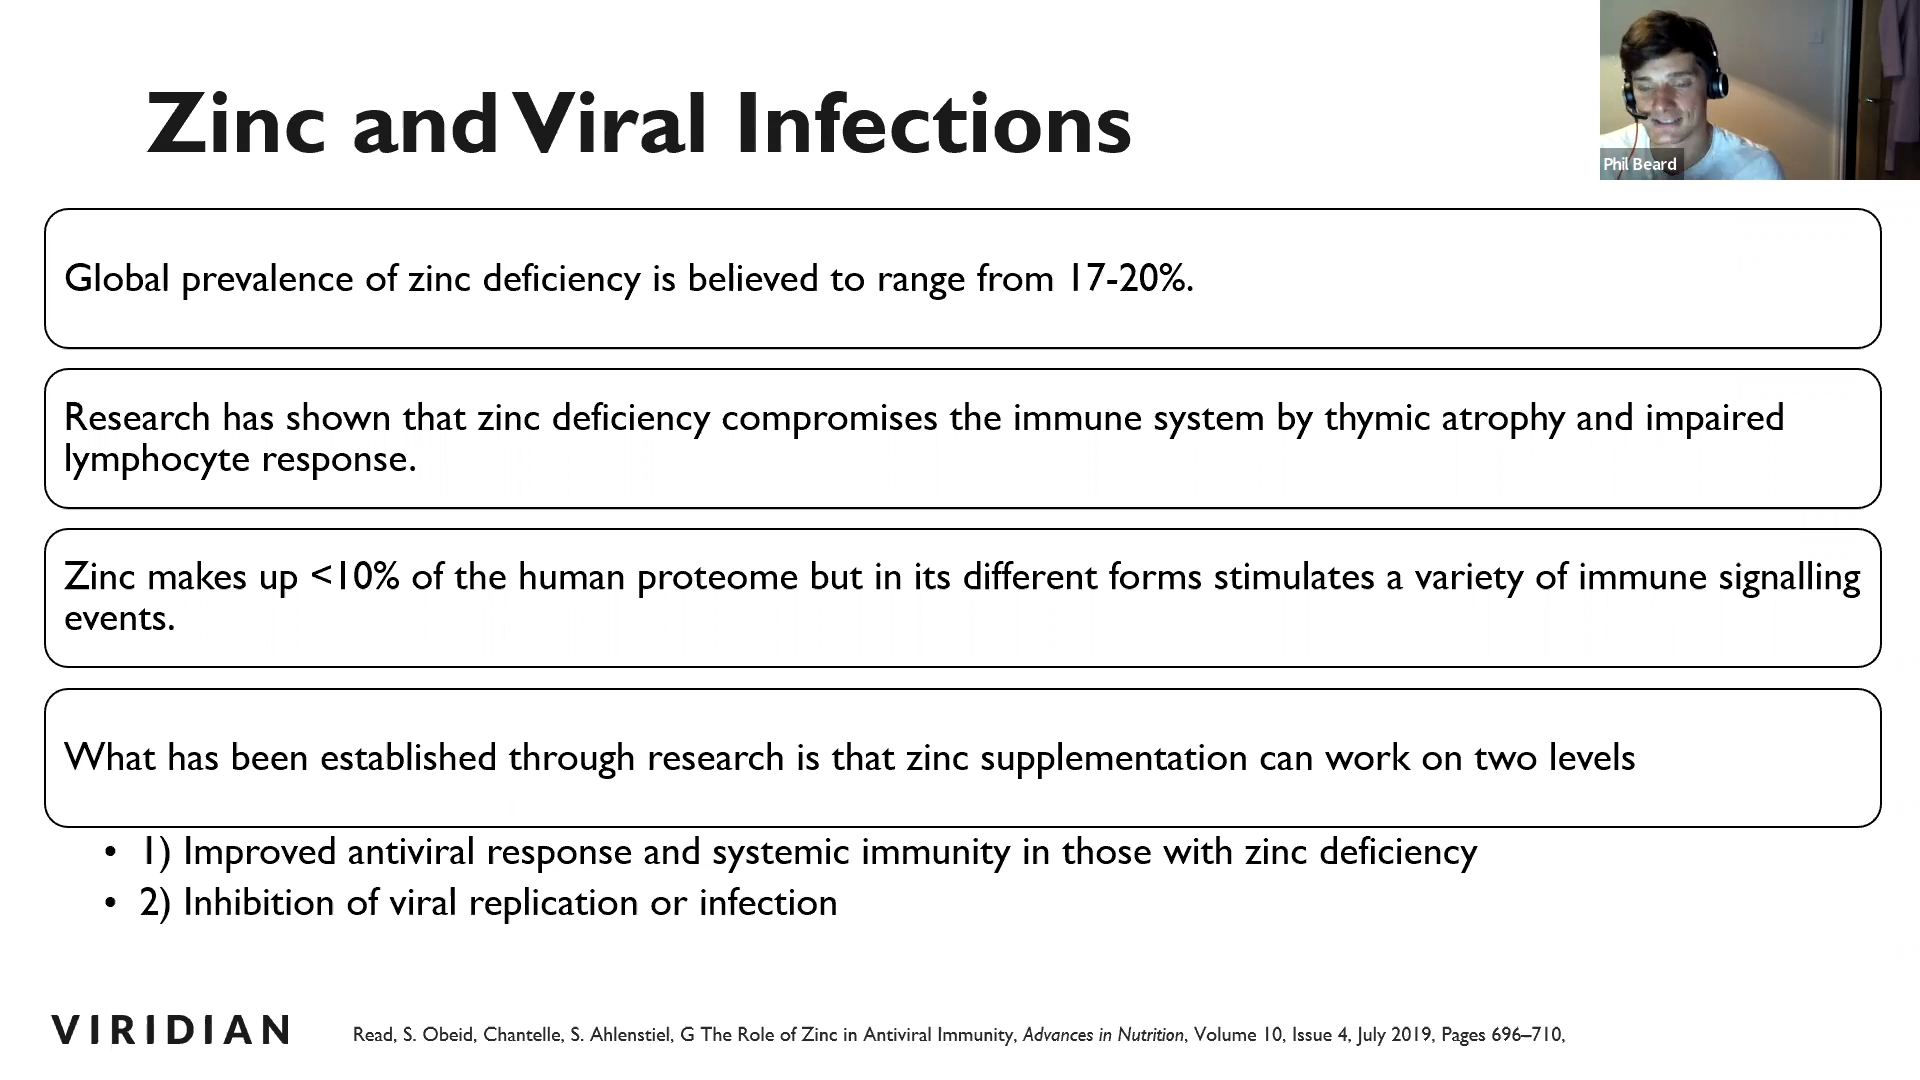 Zinc and Viral Infections
Phil Beard
Global prevalence of zinc deficiency is believed to range from 17-20%.
Research has shown that zinc deficiency compromises the immune system by thymic atrophy and impaired
lymphocyte response.
Zinc makes up <10% of the human proteome but in its different forms stimulates a variety of immune signalling
events.
What has been established through research is that zinc supplementation can work on two levels
• 1) Improved antiviral response and systemic immunity in those with zinc deficiency
• 2) Inhibition of viral replication or infection
VIRIDIAN
Read, S. Obeid, Chantelle, S. Ahlenstiel, G The Role of Zinc in Antiviral Immunity, Advances in Nutrition, Volume 10, Issue 4, July 2019, Pages 696–710,